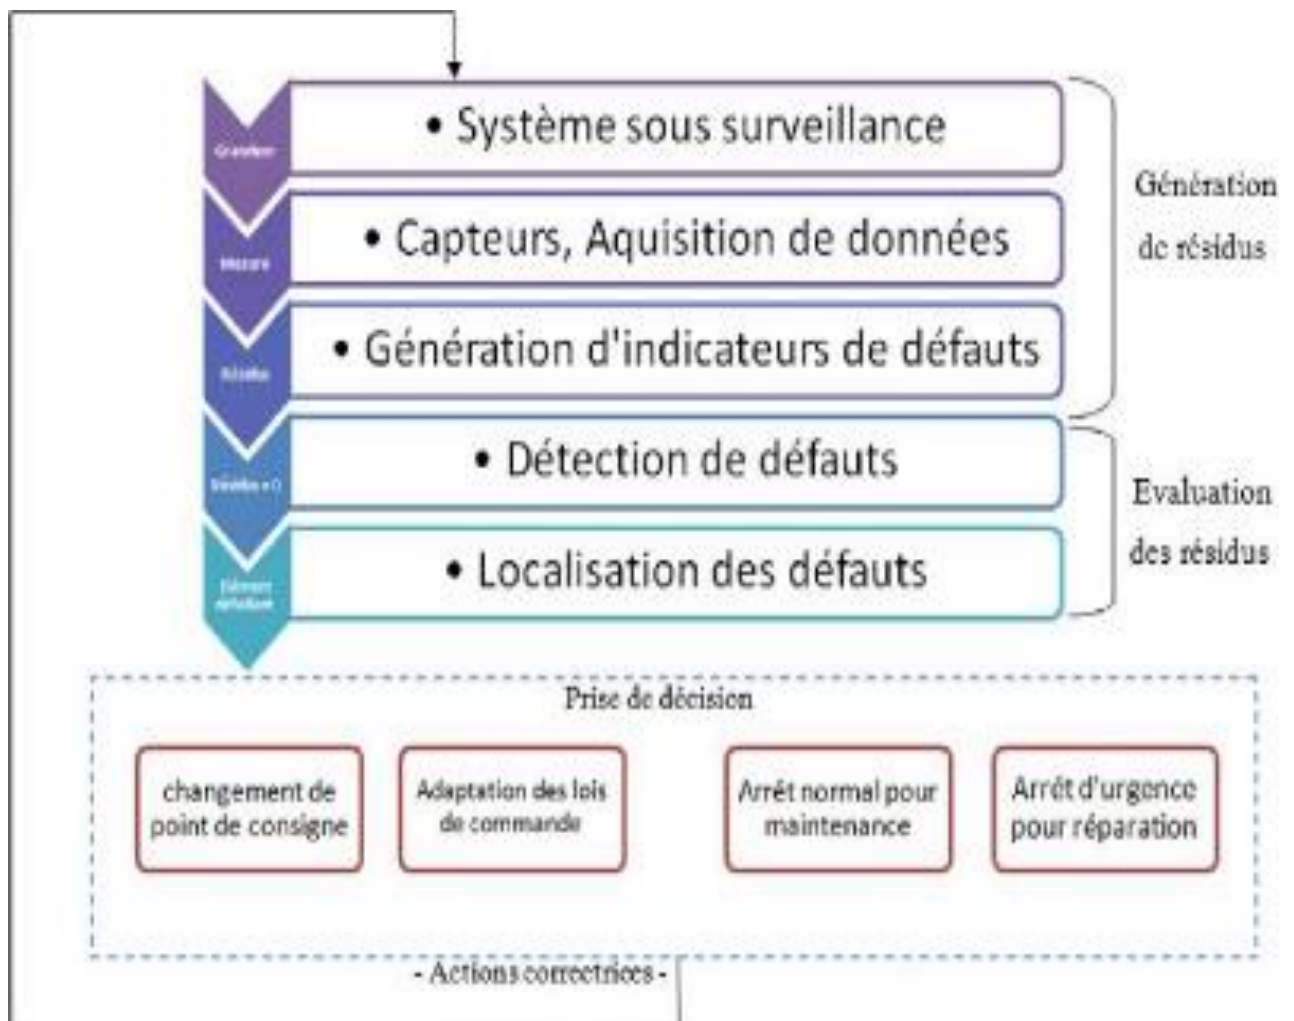 • Système sous surveillance
Génération
de résidus
• Capteurs, Aquisition de données
• Génération d'indicateurs de défauts
• Détection de défauts
Evaluation
des résidus
• Localisation des défauts
Prise de décision
changement de
point de consigne
Adaptation des lois
de commande
Arrêt normal pour
maintenance
Arrêt d'urgence
pour réparation
- Actions correctrices -